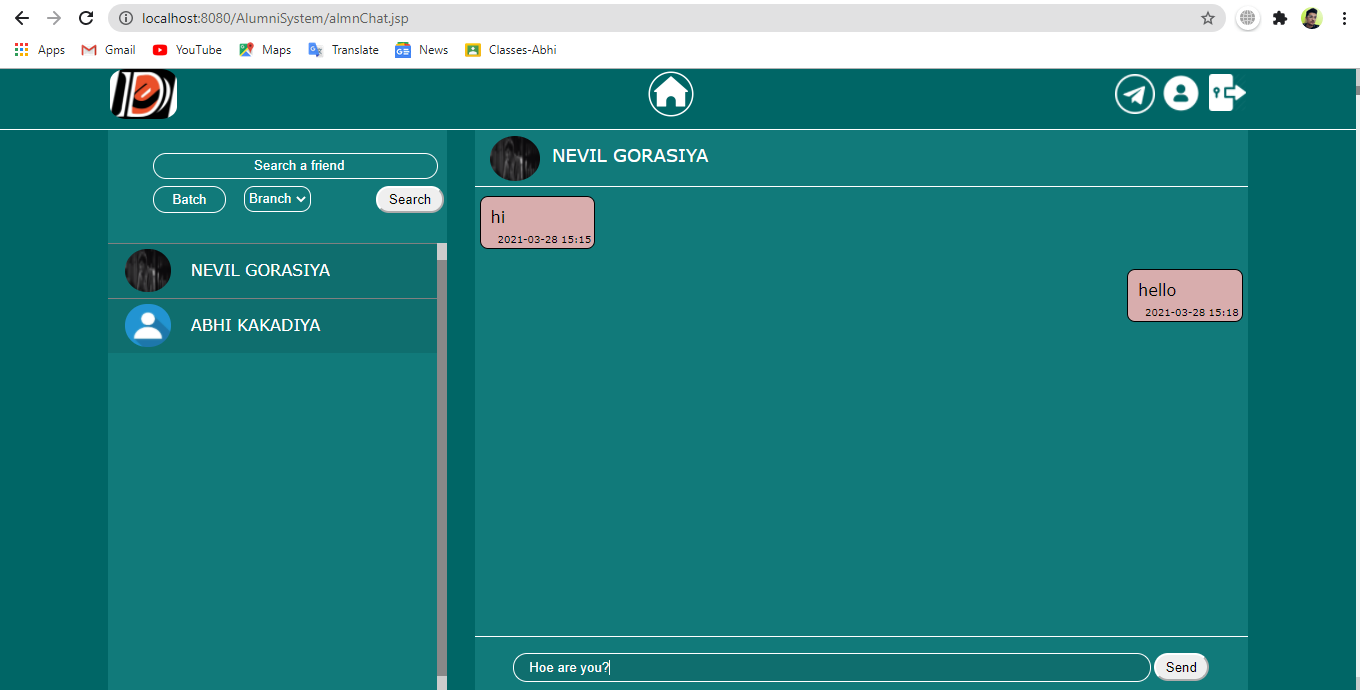 localhost:8080/AlumniSystem/almnChat.jsp
Apps Gmail YouTube Maps Translate News Classes-Abhi
Search a friend
Batch Branch Search
NEVIL GORASIYA
ABHI KAKADIYA
NEVIL GORASIYA
hi
2021-03-28 15:15
hello
2021-03-28 15:18
Hoe are you? Send